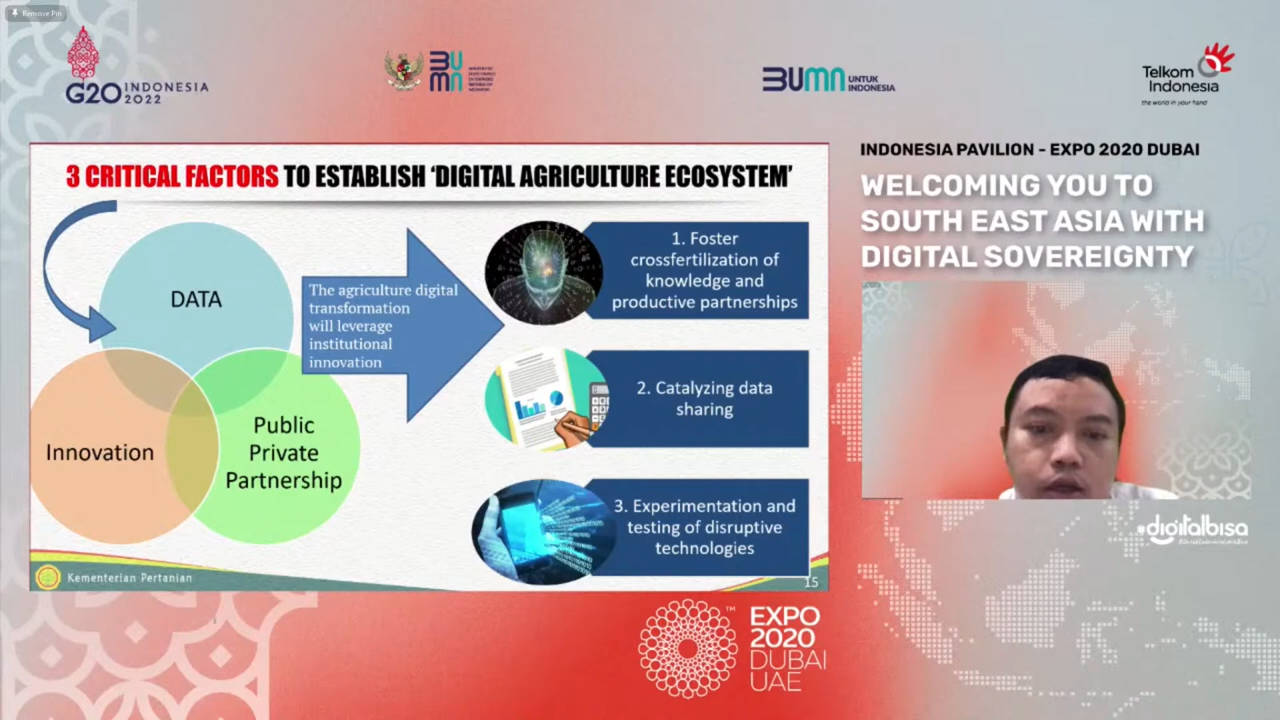 Remove Pin
G20 INDONESIA
2022
BUMN
BUMN UNTUK
INDONESIA
Telkom
Indonesia
the world in your hand
INDONESIA PAVILION - EXPO 2020 DUBAI
WELCOMING YOU TO
SOUTH EAST ASIA WITH
DIGITAL SOVEREIGNTY
3 CRITICAL FACTORS TO ESTABLISH ‘DIGITAL AGRICULTURE ECOSYSTEM’
DATA
Innovation
Public
Private
Partnership
The agriculture digital
transformation
will leverage
institutional
innovation
1. Foster
crossfertilization of
knowledge and
productive partnerships
2. Catalyzing data
sharing
3. Experimentation and
testing of disruptive
technologies
Kementerian Pertanian
15
digitalbisa
EXPO
2020
DUBAI
UAE
TM